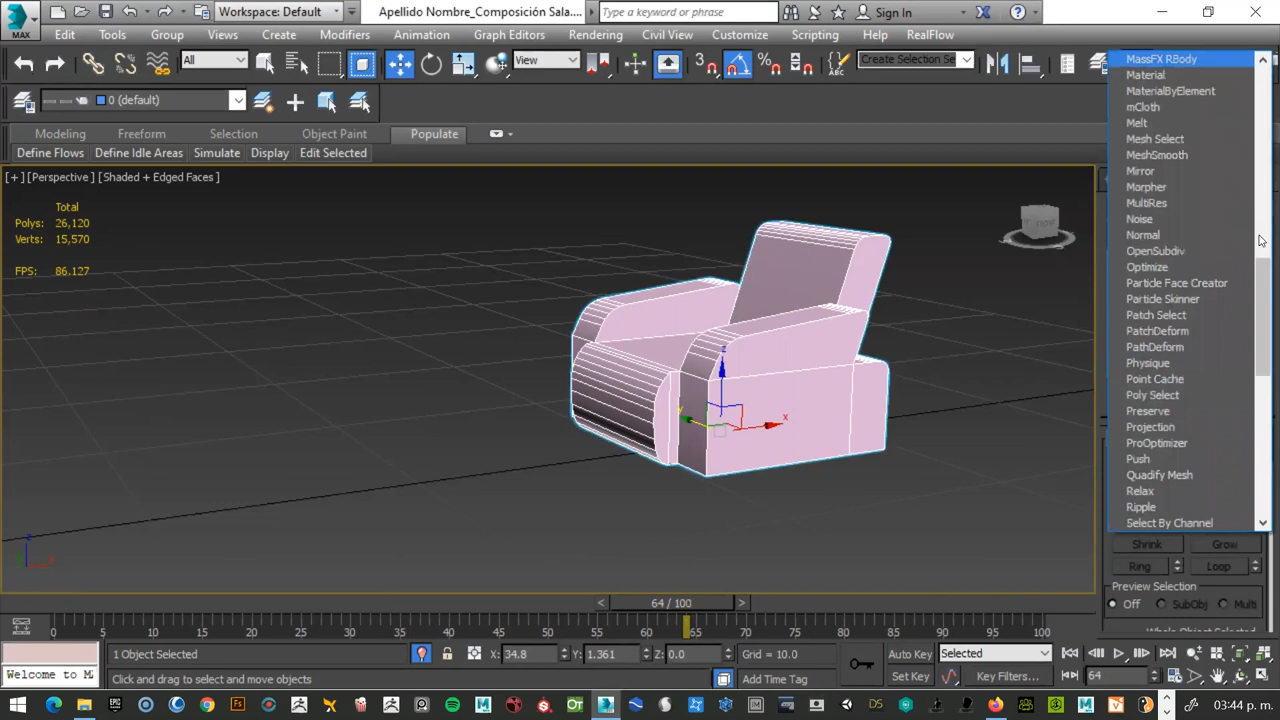 MAX
Workspace: Default
Apellido Nombre_Composición Sala....
Type a keyword or phrase
Sign In
Edit Tools Group Views Create Modifiers Animation Graph Editors Rendering Civil View Customize Scripting Help RealFlow
All
View
3
Create Selection Se
0 (default)
Modeling Freeform Selection Object Paint Populate
Define Flows Define Idle Areas Simulate Display Edit Selected
[+] [Perspective ] [Shaded + Edged Faces ]
Total
Polys: 26,120
Verts: 15,570
FPS: 86.127
z
x
y
z
x
MassFX RBody
Material
MaterialByElement
mCloth
Melt
Mesh Select
MeshSmooth
Mirror
Morpher
MultiRes
Noise
Normal
OpenSubdiv
Optimize
Particle Face Creator
Particle Skinner
Patch Select
PatchDeform
PathDeform
Physique
Point Cache
Poly Select
Preserve
Projection
ProOptimizer
Push
Quadify Mesh
Relax
Ripple
Select By Channel
Shrink Grow
Ring Loop
Preview Selection
Off SubObj Multi
Whole Object Selected
< 64 / 100 >
0 5 10 15 20 25 30 35 40 45 50 55 60 65 70 75 80 85 90 95 100
1 Object Selected
X: 34.8 Y: 1.361 Z: 0.0 Grid = 10.0
Auto Key Selected
Welcome to M
Click and drag to select and move objects
Add Time Tag
Set Key Key Filters...
64
03:44 p. m.